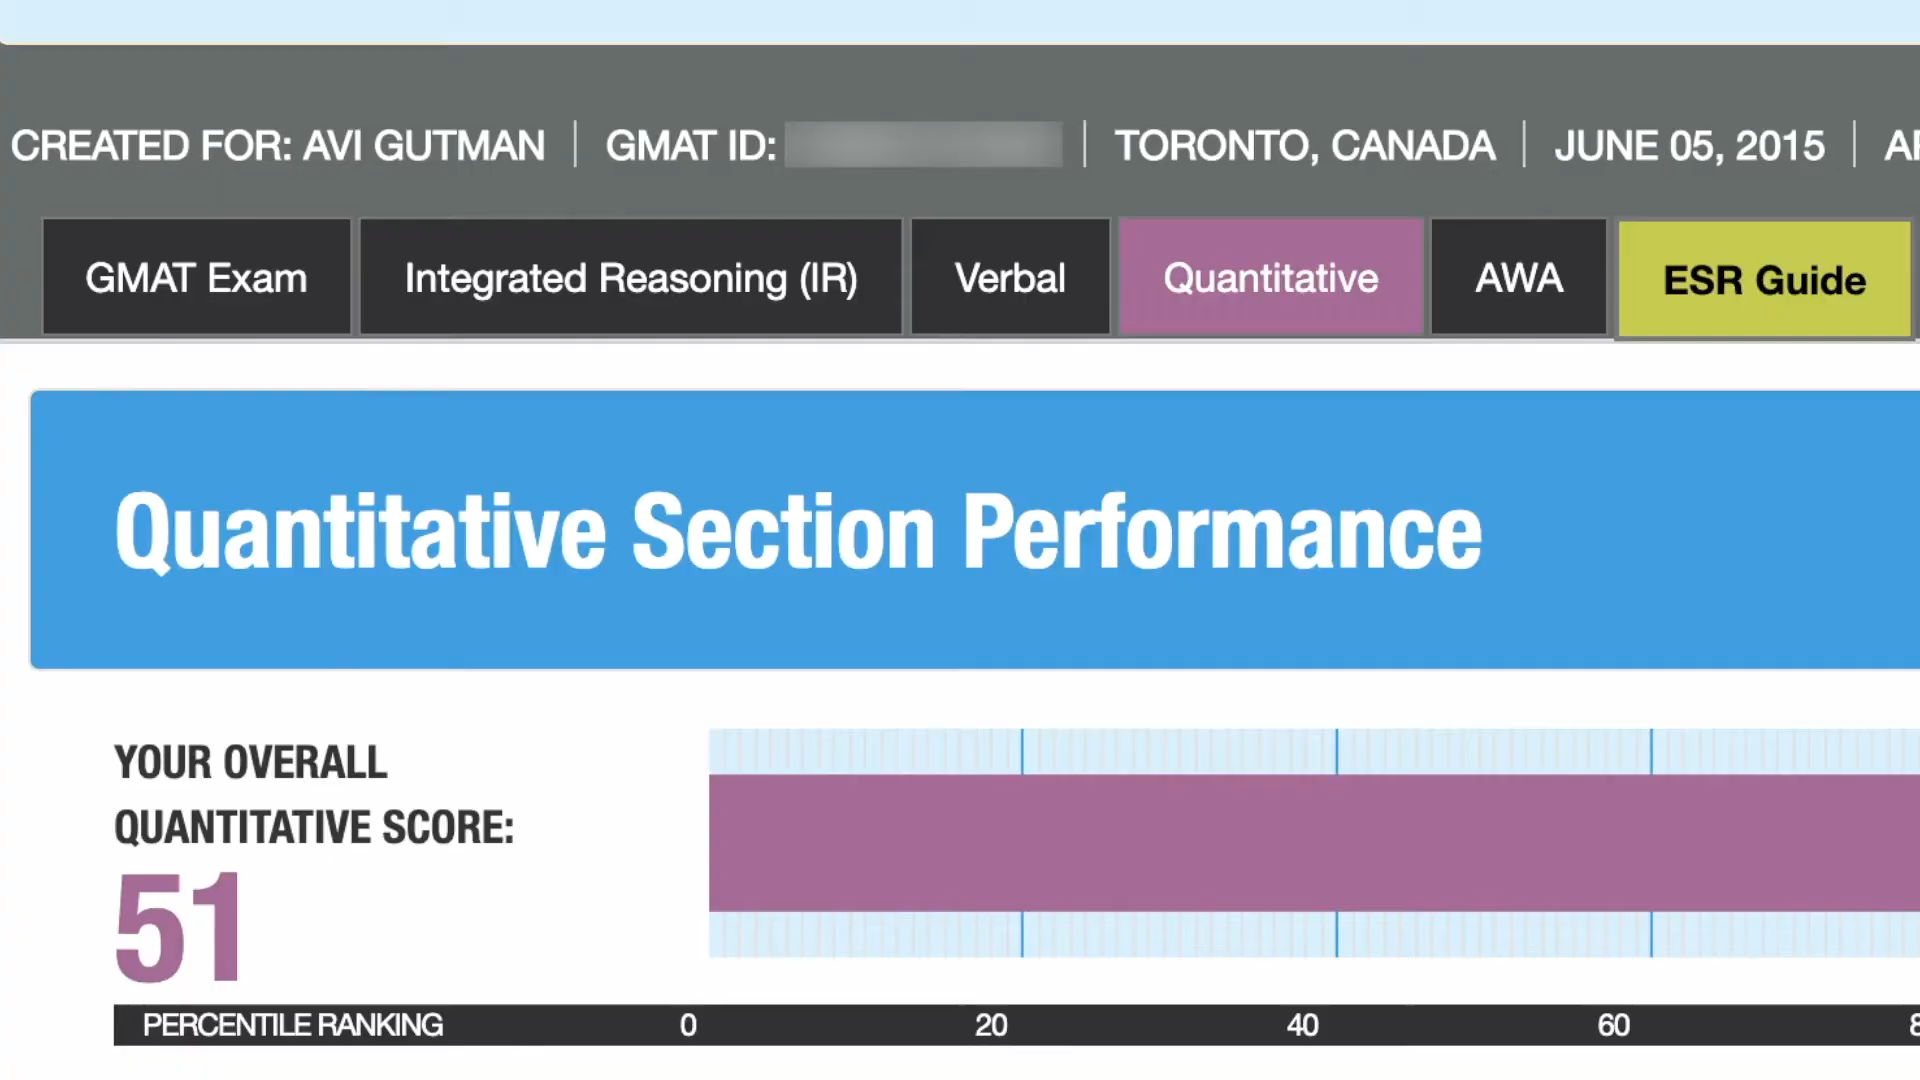 CREATED FOR: AVI GUTMAN | GMAT ID: | TORONTO, CANADA | JUNE 05, 2015 |
GMAT Exam Integrated Reasoning (IR) Verbal Quantitative AWA ESR Guide
Quantitative Section Performance
YOUR OVERALL
QUANTITATIVE SCORE:
51
PERCENTILE RANKING 0 20 40 60